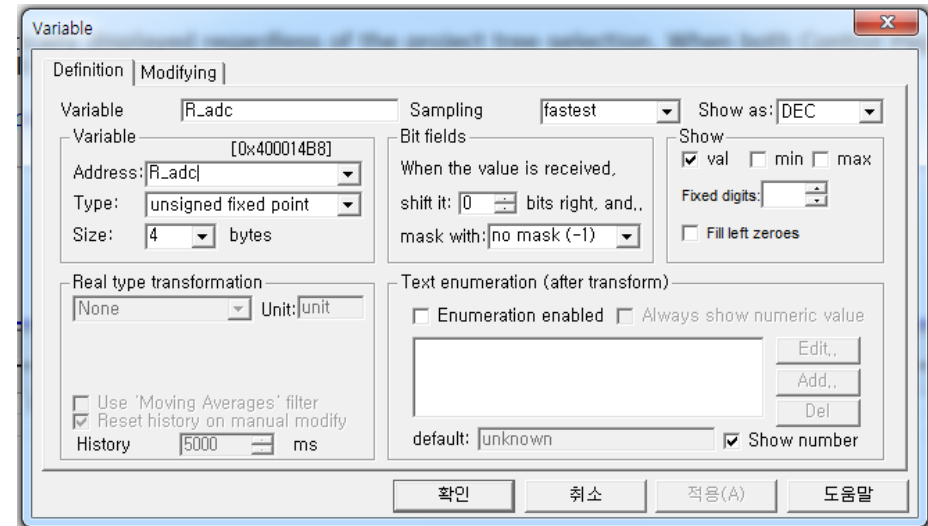 Variable
Definition
Modifying
Variable R_adc Sampling fastest Show as: DEC
Variable
[0x400014B8]
Address: R_adc
Type: unsigned fixed point
Size: 4 bytes
Bit fields
When the value is received,
shift it: 0 bits right, and,,
mask with: no mask (-1)
Show
val min max
Fixed digits:
Fill left zeroes
Real type transformation
None Unit: unit
Use 'Moving Averages' filter
Reset history on manual modify
History 5000 ms
Text enumeration (after transform)
Enumeration enabled Always show numeric value
Edit,,
Add,,
Del
default: unknown Show number
확인 취소 적용(A) 도움말